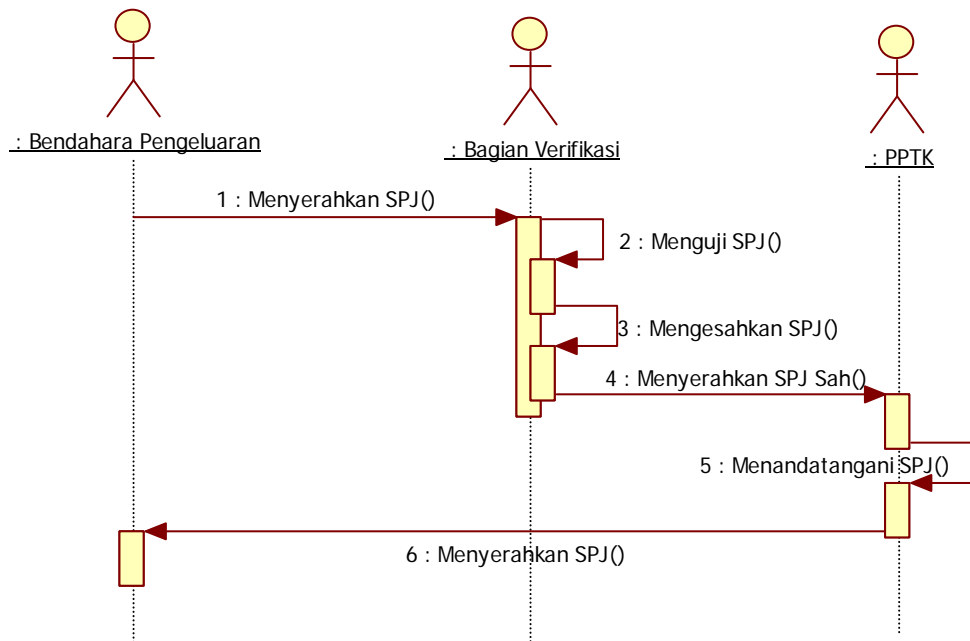 : Bendahara Pengeluaran
: Bagian Verifikasi
: PPTK
1 : Menyerahkan SPJ()
2 : Menguji SPJ()
3 : Mengesahkan SPJ()
4 : Menyerahkan SPJ Sah()
5 : Menandatangani SPJ()
6 : Menyerahkan SPJ()